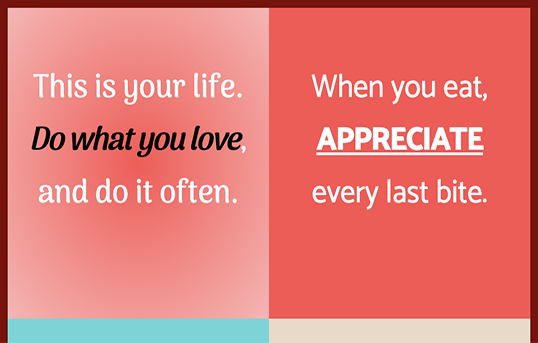 This is your life.
Do what you love,
and do it often.
When you eat,
APPRECIATE
every last bite.